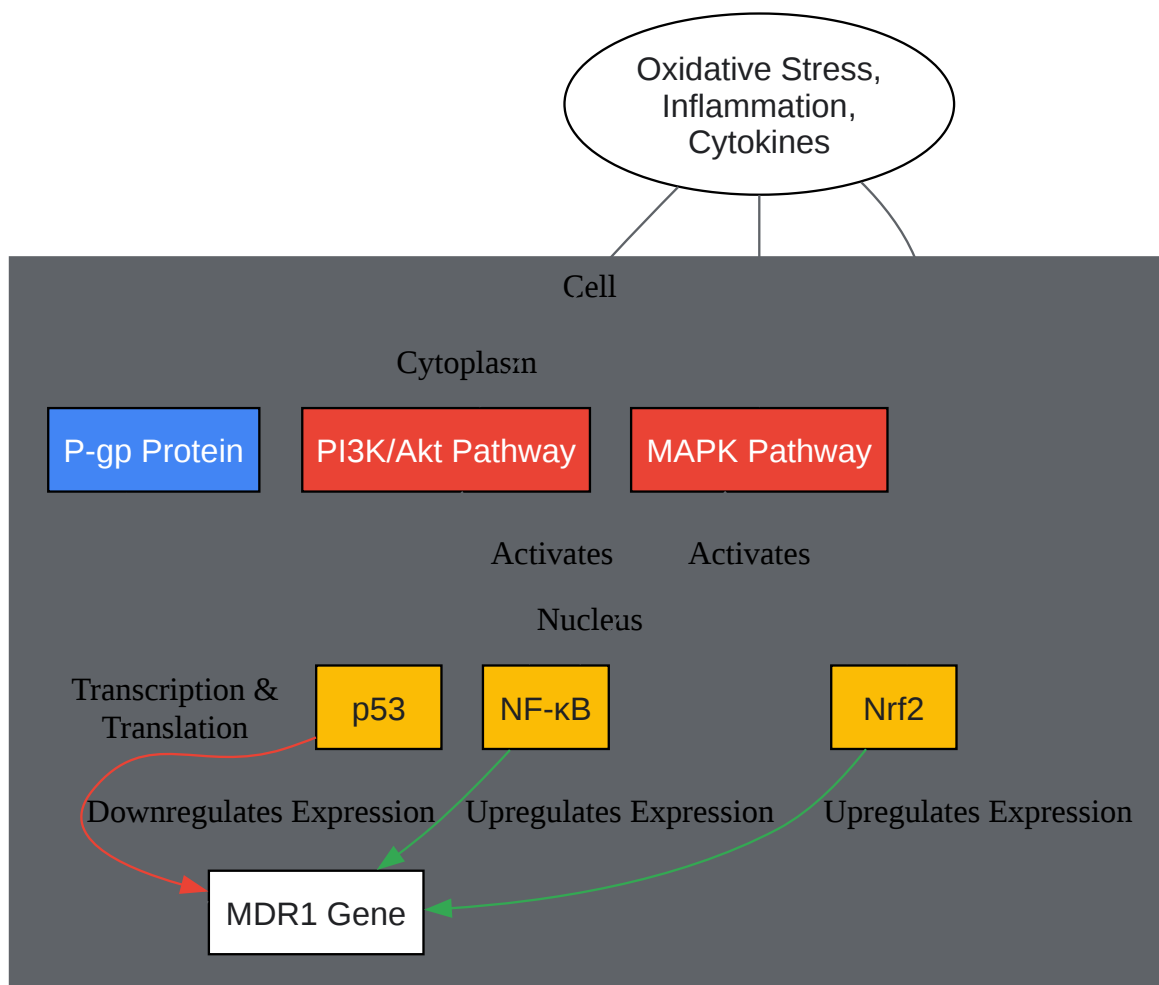 Oxidative Stress,
Inflammation,
Cytokines
Cell
Cytoplasm
P-gp Protein
PI3K/Akt Pathway
MAPK Pathway
Activates
Activates
Nucleus
Transcription &
Translation
p53
NF-κB
Nrf2
Downregulates Expression
Upregulates Expression
Upregulates Expression
MDR1 Gene